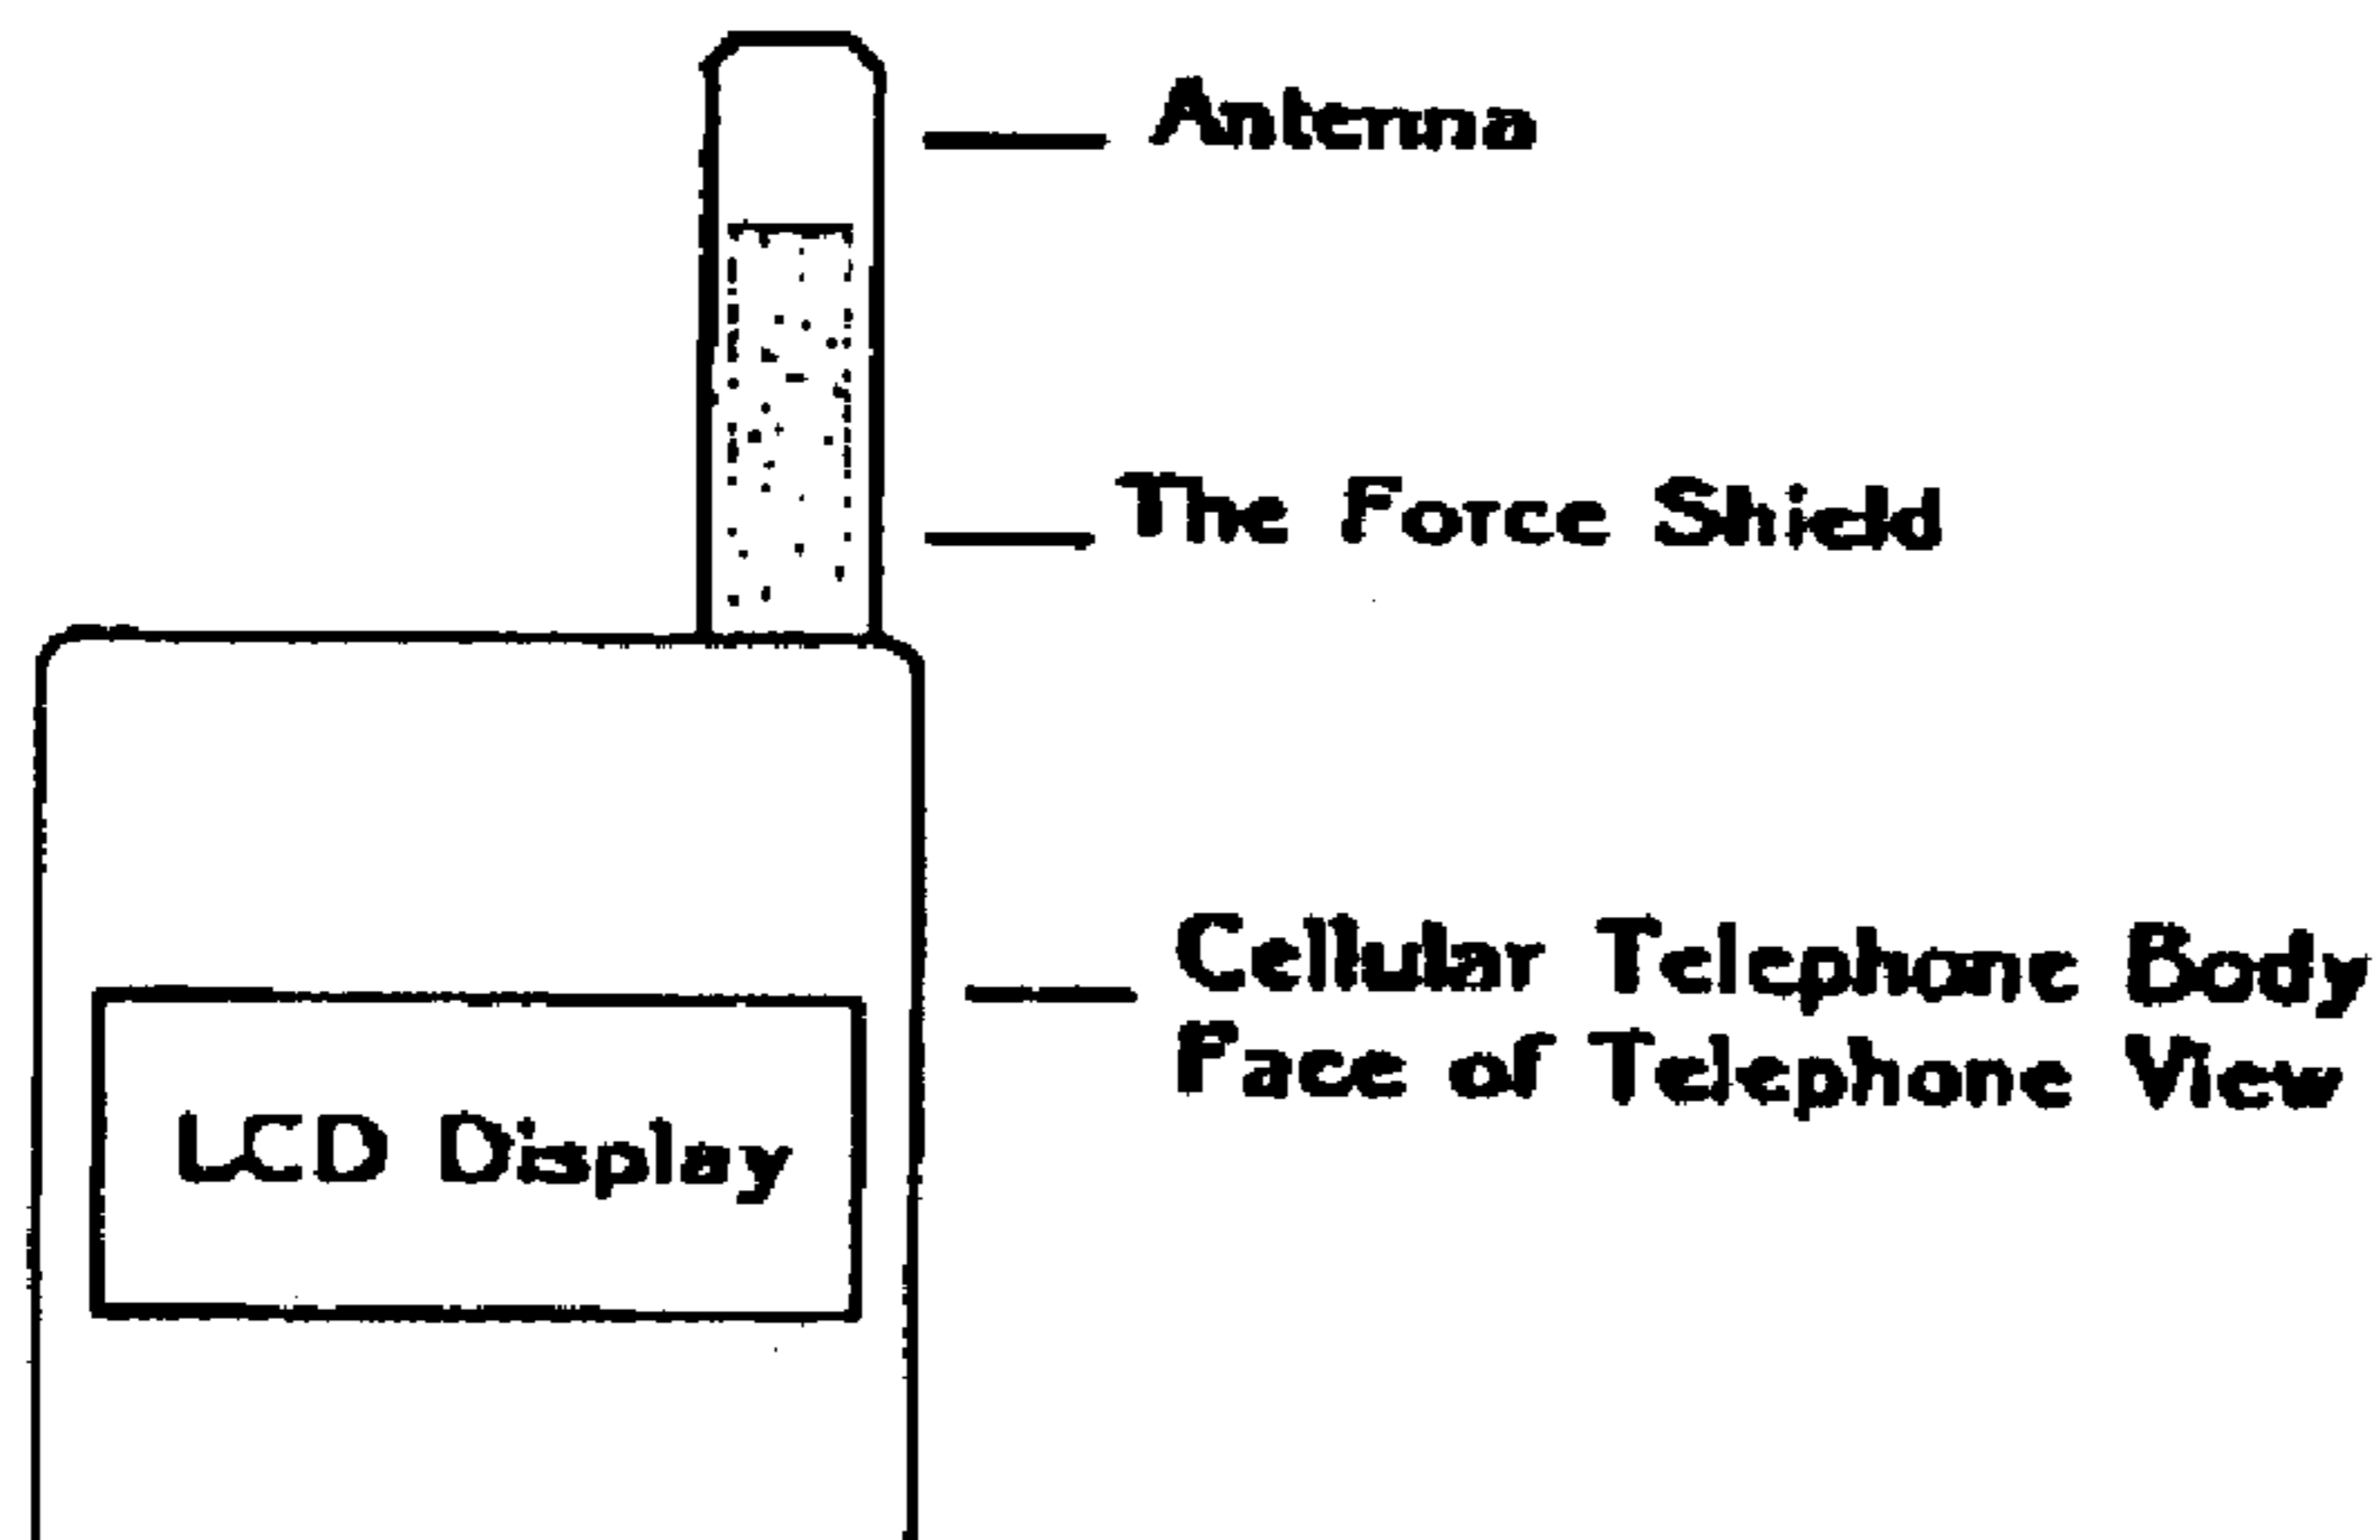 Antenna
The Force Shield
Cellular Telephone Body
Face of Telephone View
LCD Display